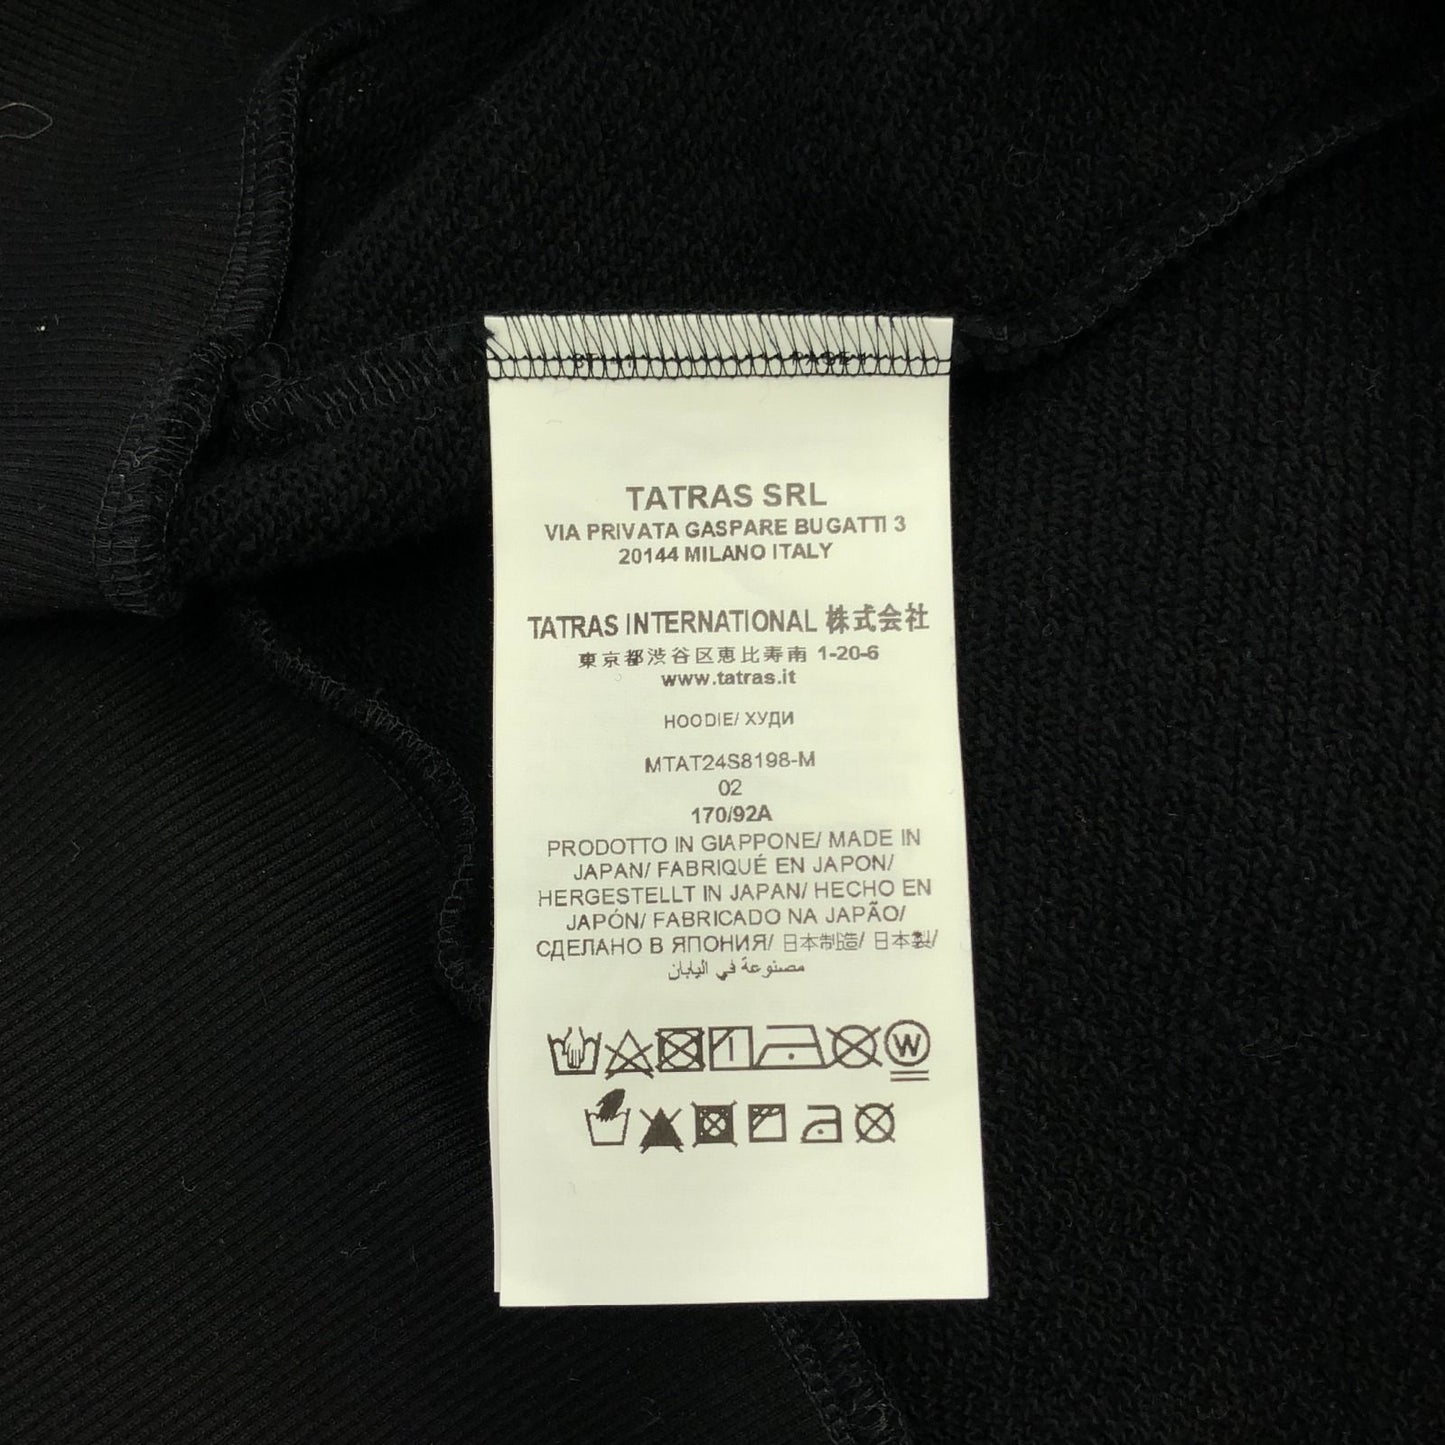 TATRAS SRL
VIA PRIVATA GASPARE BUGATTI 3
20144 MILANO ITALY
TATRAS INTERNATIONAL 株式会社
東京都渋谷区恵比寿南 1-20-6
www.tatras.it
HOODIE/ ХУДИ
MTAT24S8198-M
02
170/92A
PRODOTTO IN GIAPPONE/ MADE IN
JAPAN/ FABRIQUÉ EN JAPON/
HERGESTELLT IN JAPAN/ HECHO EN
JAPÓN/ FABRICADO NA JAPÃO/
СДЕЛАНО В ЯПОНИЯ/ 日本制造/ 日本製/
مصنوعة في اليابان
W